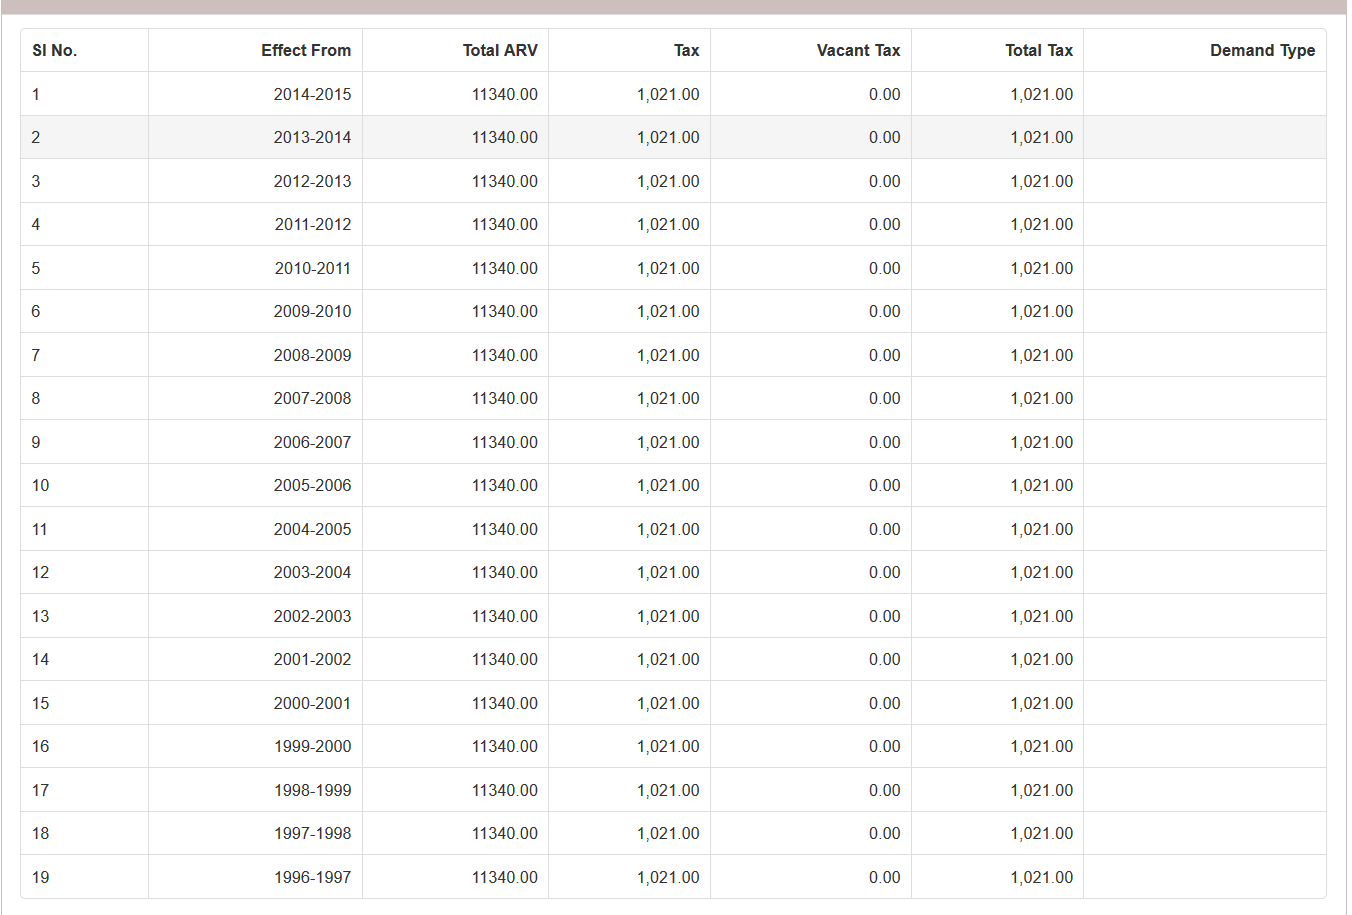 Sl No. Effect From Total ARV Tax Vacant Tax Total Tax Demand Type
1 2014-2015 11340.00 1,021.00 0.00 1,021.00
2 2013-2014 11340.00 1,021.00 0.00 1,021.00
3 2012-2013 11340.00 1,021.00 0.00 1,021.00
4 2011-2012 11340.00 1,021.00 0.00 1,021.00
5 2010-2011 11340.00 1,021.00 0.00 1,021.00
6 2009-2010 11340.00 1,021.00 0.00 1,021.00
7 2008-2009 11340.00 1,021.00 0.00 1,021.00
8 2007-2008 11340.00 1,021.00 0.00 1,021.00
9 2006-2007 11340.00 1,021.00 0.00 1,021.00
10 2005-2006 11340.00 1,021.00 0.00 1,021.00
11 2004-2005 11340.00 1,021.00 0.00 1,021.00
12 2003-2004 11340.00 1,021.00 0.00 1,021.00
13 2002-2003 11340.00 1,021.00 0.00 1,021.00
14 2001-2002 11340.00 1,021.00 0.00 1,021.00
15 2000-2001 11340.00 1,021.00 0.00 1,021.00
16 1999-2000 11340.00 1,021.00 0.00 1,021.00
17 1998-1999 11340.00 1,021.00 0.00 1,021.00
18 1997-1998 11340.00 1,021.00 0.00 1,021.00
19 1996-1997 11340.00 1,021.00 0.00 1,021.00